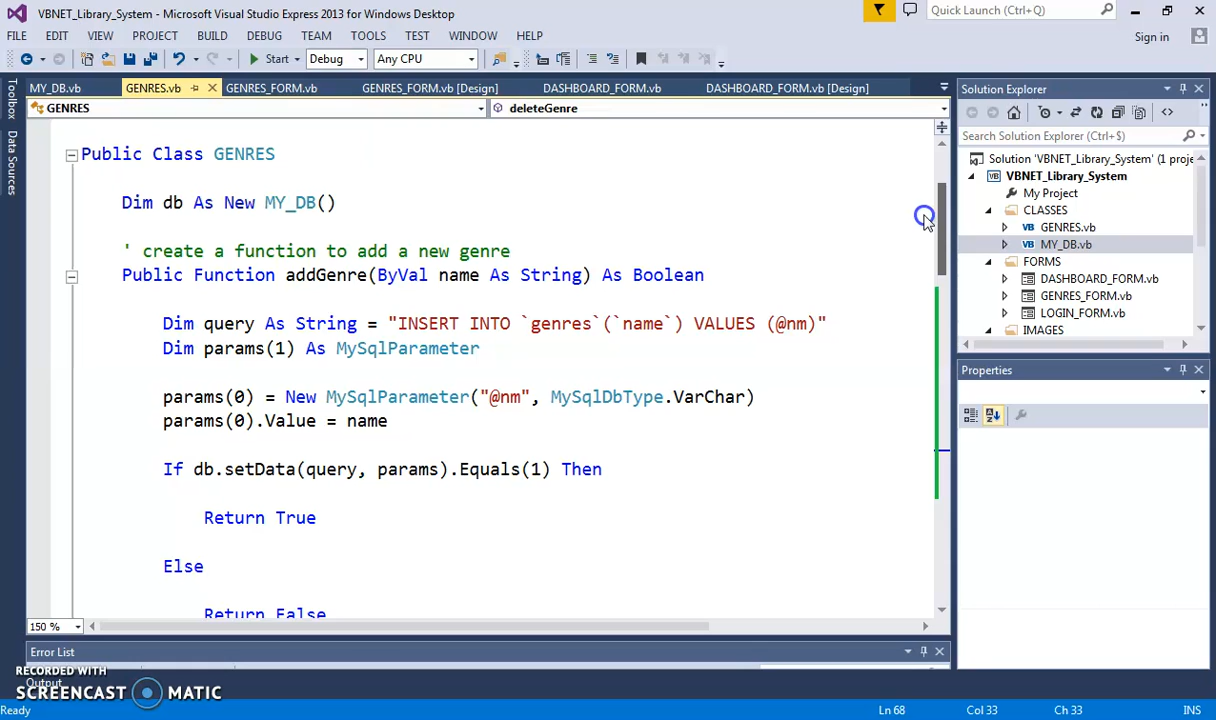 VBNET_Library_System - Microsoft Visual Studio Express 2013 for Windows Desktop
Quick Launch (Ctrl+Q)
FILE EDIT VIEW PROJECT BUILD DEBUG TEAM TOOLS TEST WINDOW HELP
Sign in
Start Debug Any CPU
MY_DB.vb GENRES.vb GENRES_FORM.vb GENRES_FORM.vb [Design] DASHBOARD_FORM.vb DASHBOARD_FORM.vb [Design]
GENRES deleteGenre
Toolbox
Data Sources
Public Class GENRES
Dim db As New MY_DB()
' create a function to add a new genre
Public Function addGenre(ByVal name As String) As Boolean
Dim query As String = "INSERT INTO `genres`(`name`) VALUES (@nm)"
Dim params(1) As MySqlParameter
params(0) = New MySqlParameter("@nm", MySqlDbType.VarChar)
params(0).Value = name
If db.setData(query, params).Equals(1) Then
Return True
Else
Return False
150 %
Solution Explorer
Search Solution Explorer (Ctrl+$)
Solution 'VBNET_Library_System' (1 proje
VBNET_Library_System
My Project
CLASSES
VB GENRES.vb
VB MY_DB.vb
FORMS
DASHBOARD_FORM.vb
GENRES_FORM.vb
LOGIN_FORM.vb
IMAGES
Properties
Error List
Output
RECORDED WITH
SCREENCAST MATIC
Ready Ln 68 Col 33 Ch 33 INS